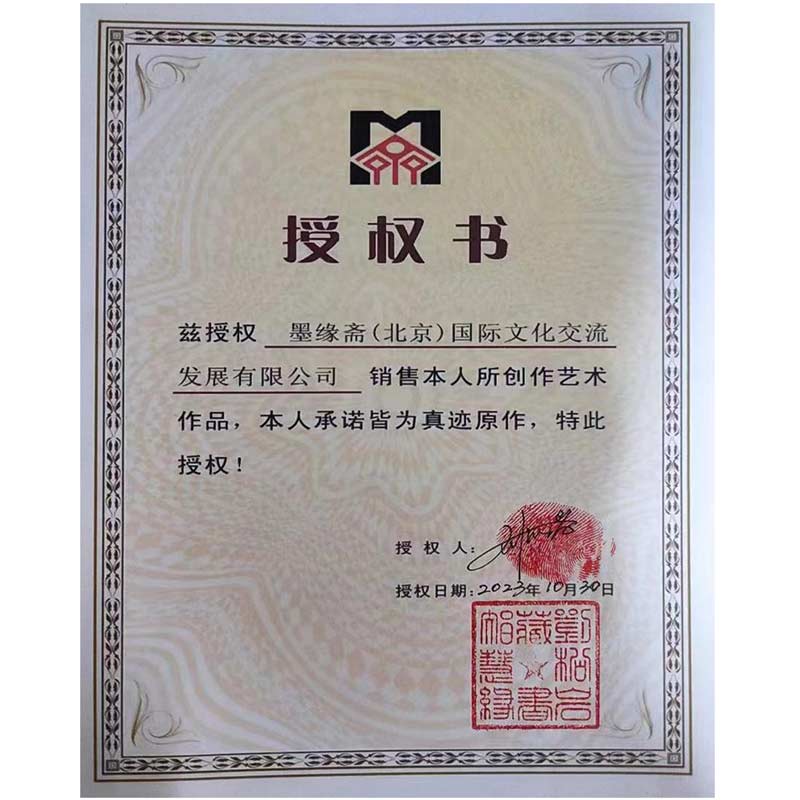 授权书
兹授权 墨缘斋(北京)国际文化交流
发展有限公司 销售本人所创作艺术
作品，本人承诺皆为真迹原作，特此
授权！
授 权 人：
授权日期：2023年10月30日